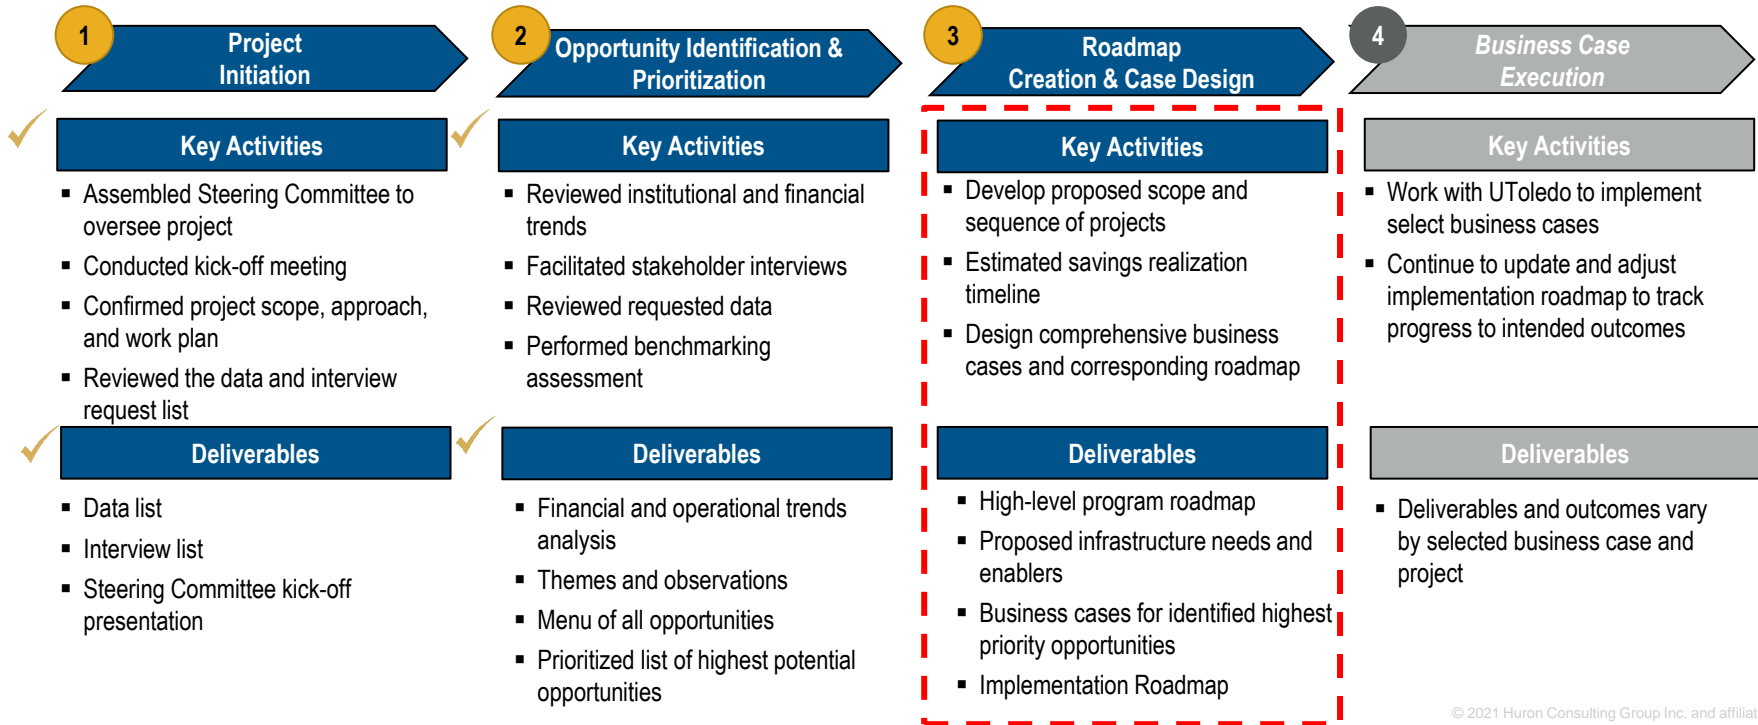 1
Project
Initiation
Key Activities
▪ Assembled Steering Committee to
oversee project
▪ Conducted kick-off meeting
▪ Confirmed project scope, approach,
and work plan
▪ Reviewed the data and interview
request list
Deliverables
▪ Data list
▪ Interview list
▪ Steering Committee kick-off
presentation
2
Opportunity Identification &
Prioritization
Key Activities
▪ Reviewed institutional and financial
trends
▪ Facilitated stakeholder interviews
▪ Reviewed requested data
▪ Performed benchmarking
assessment
Deliverables
▪ Financial and operational trends
analysis
▪ Themes and observations
▪ Menu of all opportunities
▪ Prioritized list of highest potential
opportunities
3
Roadmap
Creation & Case Design
Key Activities
▪ Develop proposed scope and
sequence of projects
▪ Estimated savings realization
timeline
▪ Design comprehensive business
cases and corresponding roadmap
Deliverables
▪ High-level program roadmap
▪ Proposed infrastructure needs and
enablers
▪ Business cases for identified highest
priority opportunities
▪ Implementation Roadmap
4
Business Case
Execution
Key Activities
▪ Work with UToledo to implement
select business cases
▪ Continue to update and adjust
implementation roadmap to track
progress to intended outcomes
Deliverables
▪ Deliverables and outcomes vary
by selected business case and
project
© 2021 Huron Consulting Group Inc. and affiliat